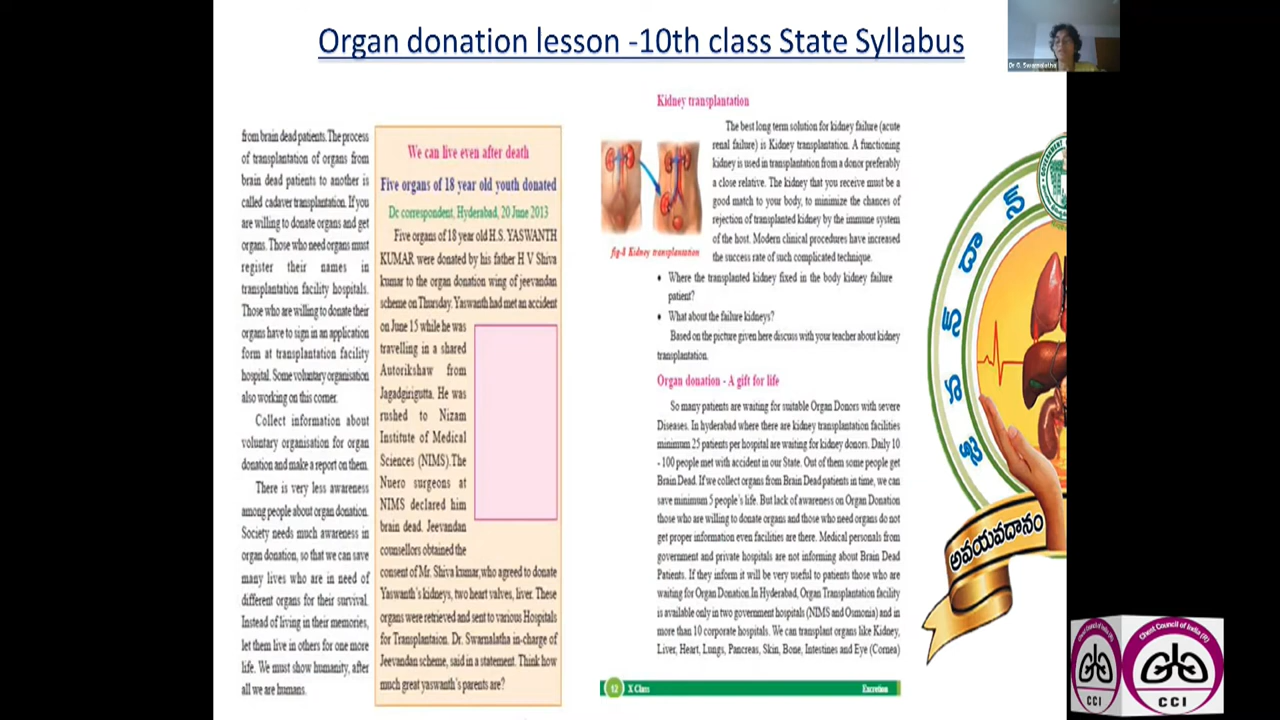 Organ donation lesson -10th class State Syllabus
Dr G. Swarnalatha
from brain dead patients. The process
of transplantation of organs from
brain dead patients to another is
called cadaver transplantation. If you
are willing to donate organs and get
organs. Those who need organs must
register their names in
transplantation facility hospitals.
Those who are willing to donate their
organs have to sign in an application
form at transplantation facility
hospital. Some voluntary organisation
also working on this corner.
Collect information about
voluntary organisation for organ
donation and make a report on them.
There is very less awareness
among people about organ donation.
Society needs much awareness in
organ donation, so that we can save
many lives who are in need of
different organs for their survival.
Instead of living in their memories,
let them live in others for one more
life. We must show humanity, after
all we are humans.
We can live even after death
Five organs of 18 year old youth donated
Dc correspondent, Hyderabad, 20 June 2013
Five organs of 18 year old H.S. YASWANTH
KUMAR were donated by his father H V Shiva
kumar to the organ donation wing of jeevandan
scheme on Thursday. Yaswanth had met an accident
on June 15 while he was
travelling in a shared
Autorikshaw from
Jagadgirigutta. He was
rushed to Nizam
Institute of Medical
Sciences (NIMS).The
Nuero surgeons at
NIMS declared him
brain dead. Jeevandan
counsellors obtained the
consent of Mr. Shiva kumar,who agreed to donate
Yaswanth's kidneys, two heart valves, liver. These
organs were retrieved and sent to various Hospitals
for Transplantaion. Dr. Swarnalatha in-charge of
Jeevandan scheme, said in a statement. Think how
much great yaswanth's parents are?
Kidney transplantation
The best long term solution for kidney failure (acute
renal failure) is Kidney transplantation. A functioning
kidney is used in transplantation from a donor preferably
a close relative. The kidney that you receive must be a
good match to your body, to minimize the chances of
rejection of transplanted kidney by the immune system
of the host. Modern clinical procedures have increased
the success rate of such complicated technique.
fig-8 Kidney transplantation
• Where the transplanted kidney fixed in the body kidney failure
patient?
• What about the failure kidneys?
Based on the picture given here discuss with your teacher about kidney
transplantation.
Organ donation - A gift for life
So many patients are waiting for suitable Organ Donors with severe
Diseases. In hyderabad where there are kidney transplantation facilities
minimum 25 patients per hospital are waiting for kidney donors. Daily 10
- 100 people met with accident in our State. Out of them some people get
Brain Dead. If we collect organs from Brain Dead patients in time, we can
save minimum 5 people's life. But lack of awareness on Organ Donation
those who are willing to donate organs and those who need organs do not
get proper information even facilities are there. Medical personals from
government and private hospitals are not informing about Brain Dead
Patients. If they inform it will be very useful to patients those who are
waiting for Organ Donation.In Hyderabad, Organ Transplantation facility
is available only in two government hospitals (NIMS and Osmonia) and in
more than 10 corporate hospitals. We can transplant organs like Kidney,
Liver, Heart, Lungs, Pancreas, Skin, Bone, Intestines and Eye (Cornea)
12 X Class Excretion
జీవన్ దాన్
అవయవదానం
Chest Council of India (R)
CCI
CCI